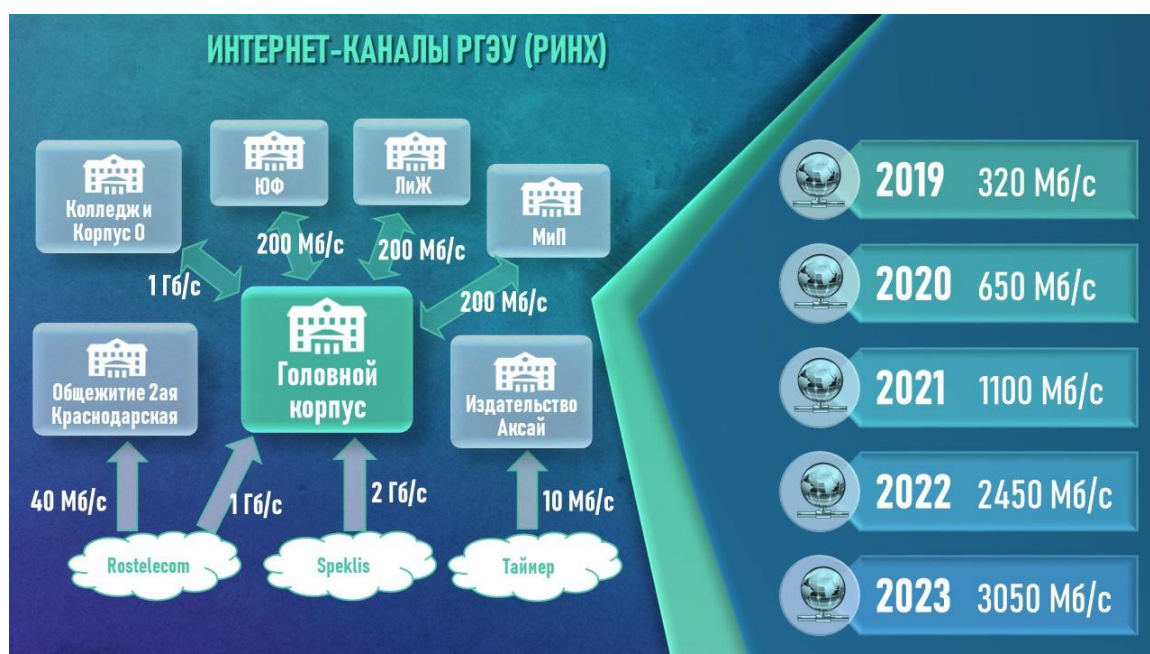 ИНТЕРНЕТ-КАНАЛЫ РГЭУ (РИНХ)
Колледж и
Корпус О
ЮФ
ЛиЖ
МиП
1 Гб/с
200 Мб/с
200 Мб/с
200 Мб/с
Общежитие 2ая
Краснодарская
Головной
корпус
Издательство
Аксай
40 Мб/с
1 Гб/с
2 Гб/с
10 Мб/с
Rostelecom
Speklis
Таймер
2019 320 Мб/с
2020 650 Мб/с
2021 1100 Мб/с
2022 2450 Мб/с
2023 3050 Мб/с